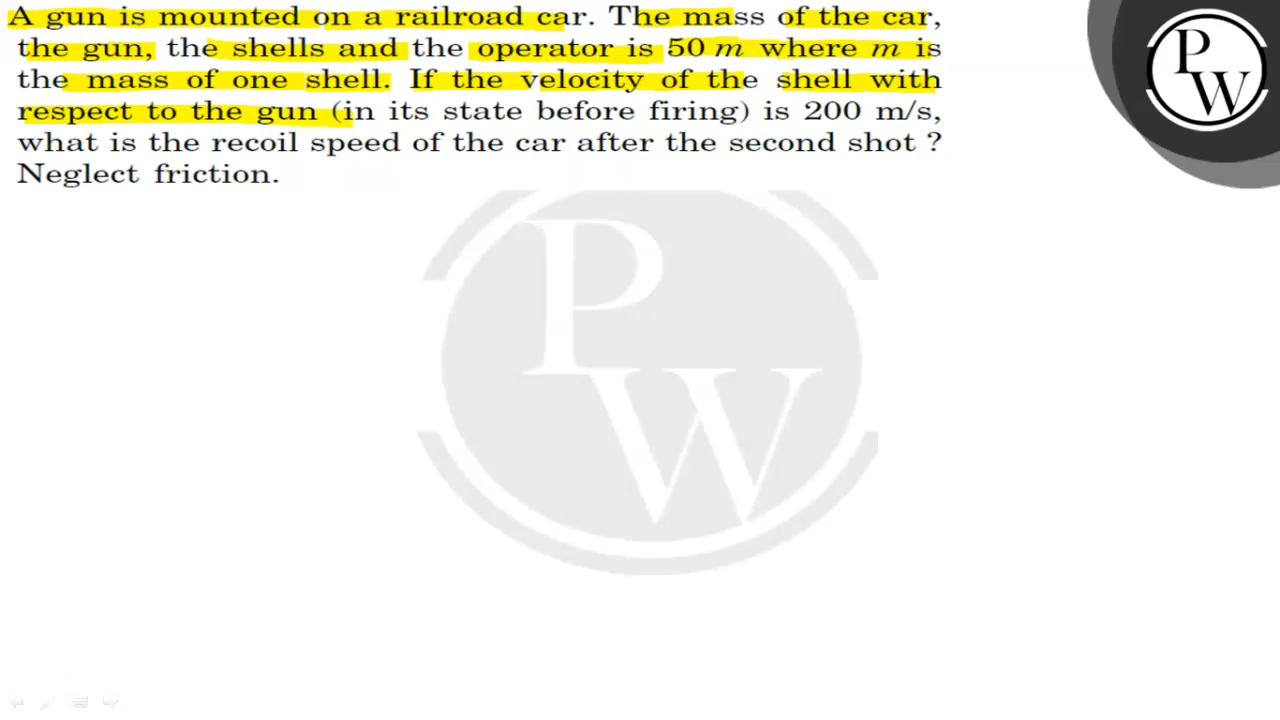 A gun is mounted on a railroad car. The mass of the car,
the gun, the shells and the operator is 50 m where m is
the mass of one shell. If the velocity of the shell with
respect to the gun (in its state before firing) is 200 m/s,
what is the recoil speed of the car after the second shot ?
Neglect friction.
P
W
P
W